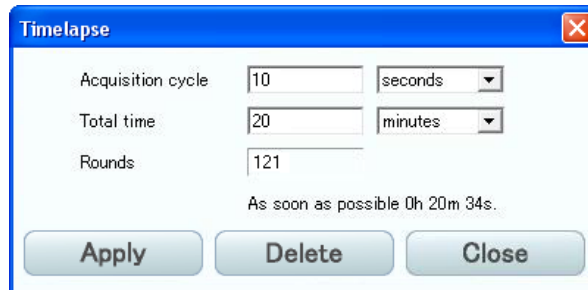 Timelapse
Acquisition cycle 10 seconds
Total time 20 minutes
Rounds 121
As soon as possible 0h 20m 34s.
Apply Delete Close